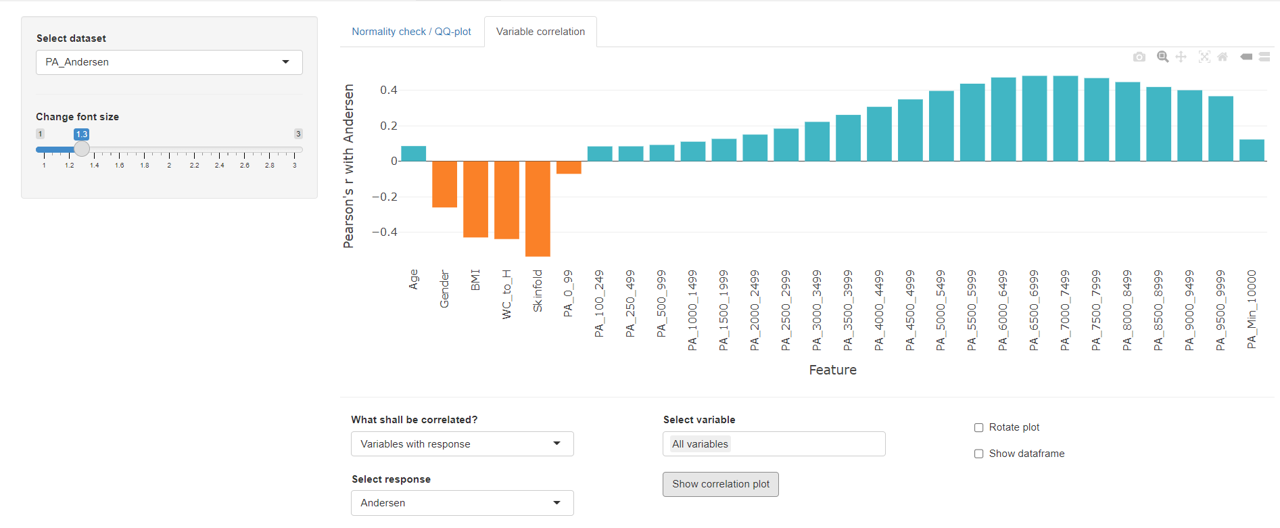 Select dataset
PA_Andersen
Change font size
1
1.3
3
1 1.2 1.4 1.6 1.8 2 2.2 2.4 2.6 2.8 3
Normality check / QQ-plot
Variable correlation
Pearson's r with Andersen
0.4
0.2
0
−0.2
−0.4
Age
Gender
BMI
WC_to_H
Skinfold
PA_0_99
PA_100_249
PA_250_499
PA_500_999
PA_1000_1499
PA_1500_1999
PA_2000_2499
PA_2500_2999
PA_3000_3499
PA_3500_3999
PA_4000_4499
PA_4500_4999
PA_5000_5499
PA_5500_5999
PA_6000_6499
PA_6500_6999
PA_7000_7499
PA_7500_7999
PA_8000_8499
PA_8500_8999
PA_9000_9499
PA_9500_9999
PA_Min_10000
Feature
What shall be correlated?
Variables with response
Select response
Andersen
Select variable
All variables
Show correlation plot
Rotate plot
Show dataframe